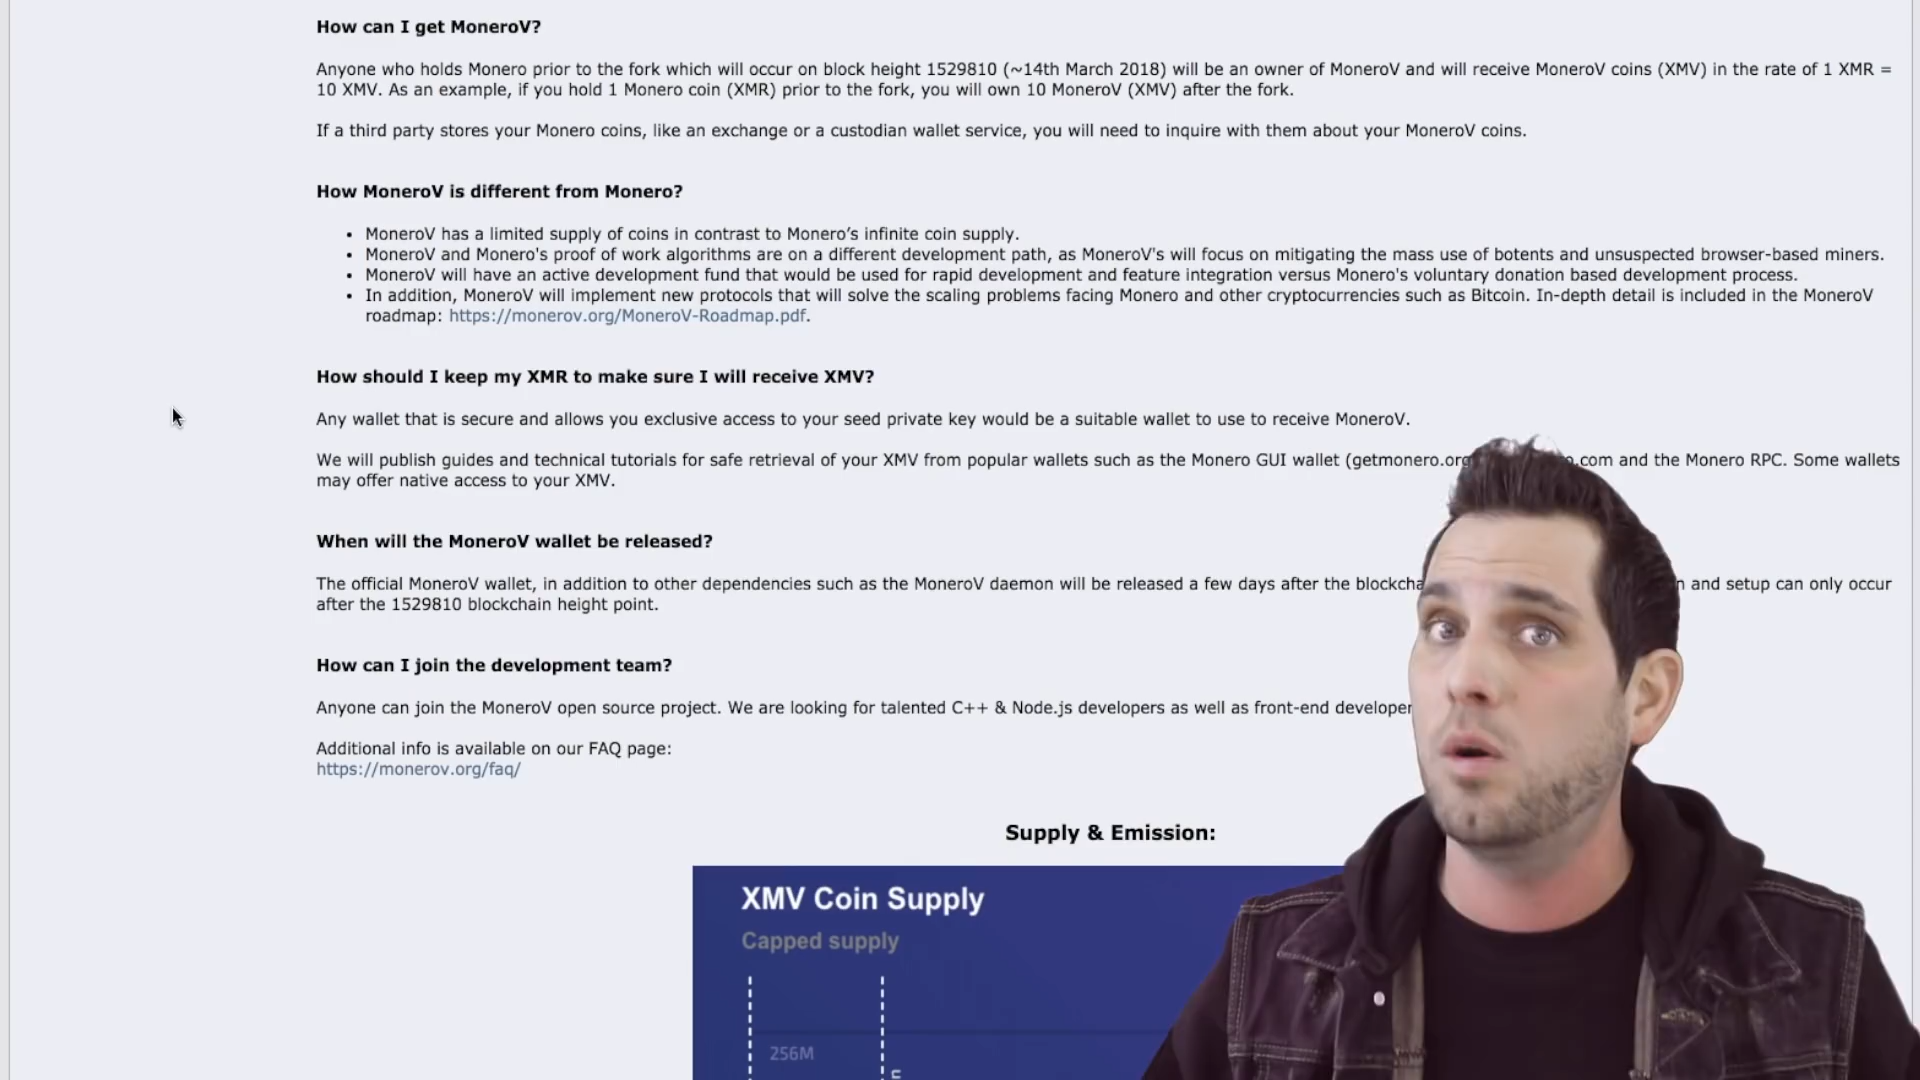 How can I get MoneroV?
Anyone who holds Monero prior to the fork which will occur on block height 1529810 (~14th March 2018) will be an owner of MoneroV and will receive MoneroV coins (XMV) in the rate of 1 XMR =
10 XMV. As an example, if you hold 1 Monero coin (XMR) prior to the fork, you will own 10 MoneroV (XMV) after the fork.
If a third party stores your Monero coins, like an exchange or a custodian wallet service, you will need to inquire with them about your MoneroV coins.
How MoneroV is different from Monero?
• MoneroV has a limited supply of coins in contrast to Monero’s infinite coin supply.
• MoneroV and Monero's proof of work algorithms are on a different development path, as MoneroV's will focus on mitigating the mass use of botents and unsuspected browser-based miners.
• MoneroV will have an active development fund that would be used for rapid development and feature integration versus Monero's voluntary donation based development process.
• In addition, MoneroV will implement new protocols that will solve the scaling problems facing Monero and other cryptocurrencies such as Bitcoin. In-depth detail is included in the MoneroV
roadmap: https://monerov.org/MoneroV-Roadmap.pdf.
How should I keep my XMR to make sure I will receive XMV?
Any wallet that is secure and allows you exclusive access to your seed private key would be a suitable wallet to use to receive MoneroV.
We will publish guides and technical tutorials for safe retrieval of your XMV from popular wallets such as the Monero GUI wallet (getmonero.org .com and the Monero RPC. Some wallets
may offer native access to your XMV.
When will the MoneroV wallet be released?
The official MoneroV wallet, in addition to other dependencies such as the MoneroV daemon will be released a few days after the and setup can only occur
after the 1529810 blockchain height point.
How can I join the development team?
Anyone can join the MoneroV open source project. We are looking for talented C++ & Node.js developers as well as front-end developer
Additional info is available on our FAQ page:
https://monerov.org/faq/
Supply & Emission:
XMV Coin Supply
Capped supply
256M